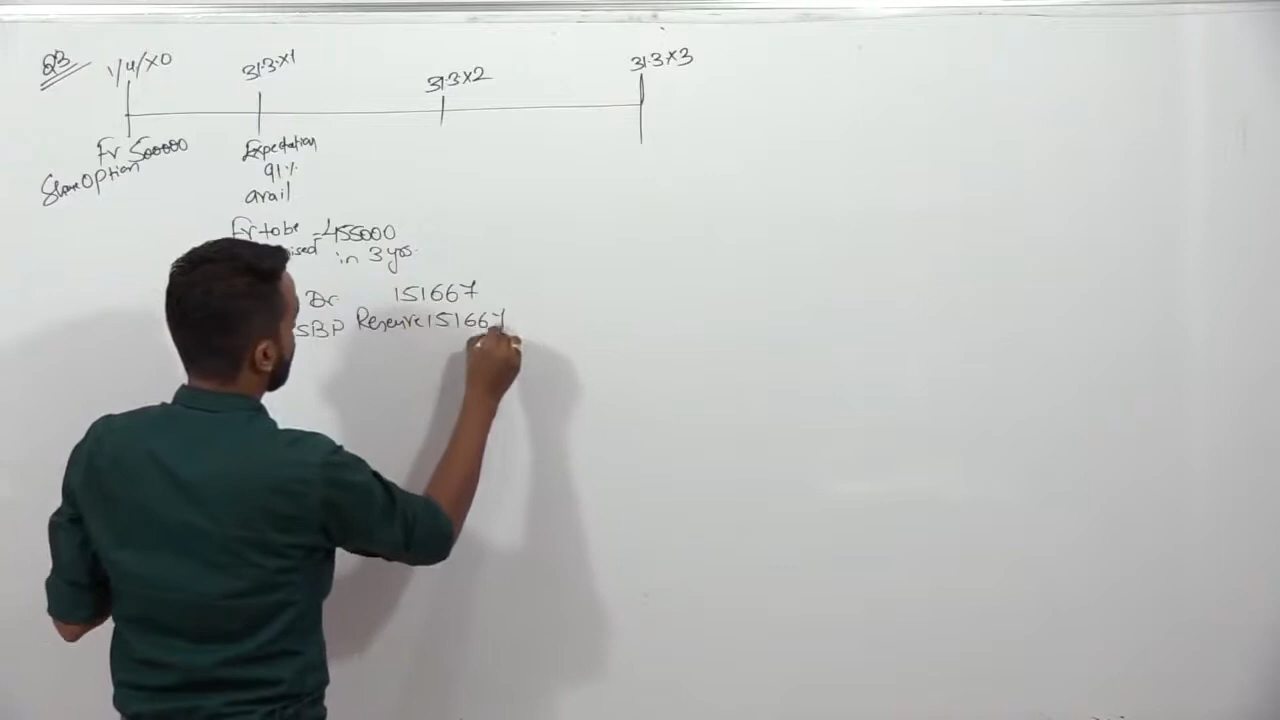 Q3 1/4/X0 31.3.X1 31.3.X2 31.3.X3
Fv 500000
Share Option
Expectation
91%
avail
Fv to be = 455000
in 3 yrs.
Dr 151667
SBP Reserve 151667